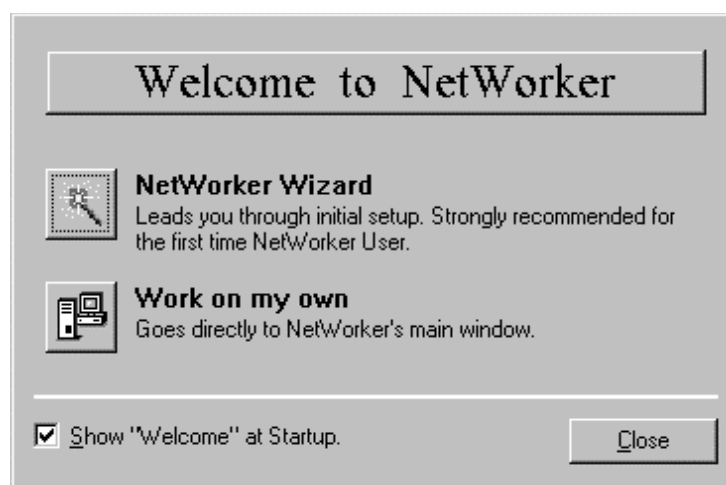 Welcome to NetWorker
NetWorker Wizard
Leads you through initial setup. Strongly recommended for
the first time NetWorker User.
Work on my own
Goes directly to NetWorker's main window.
Show "Welcome" at Startup.
Close